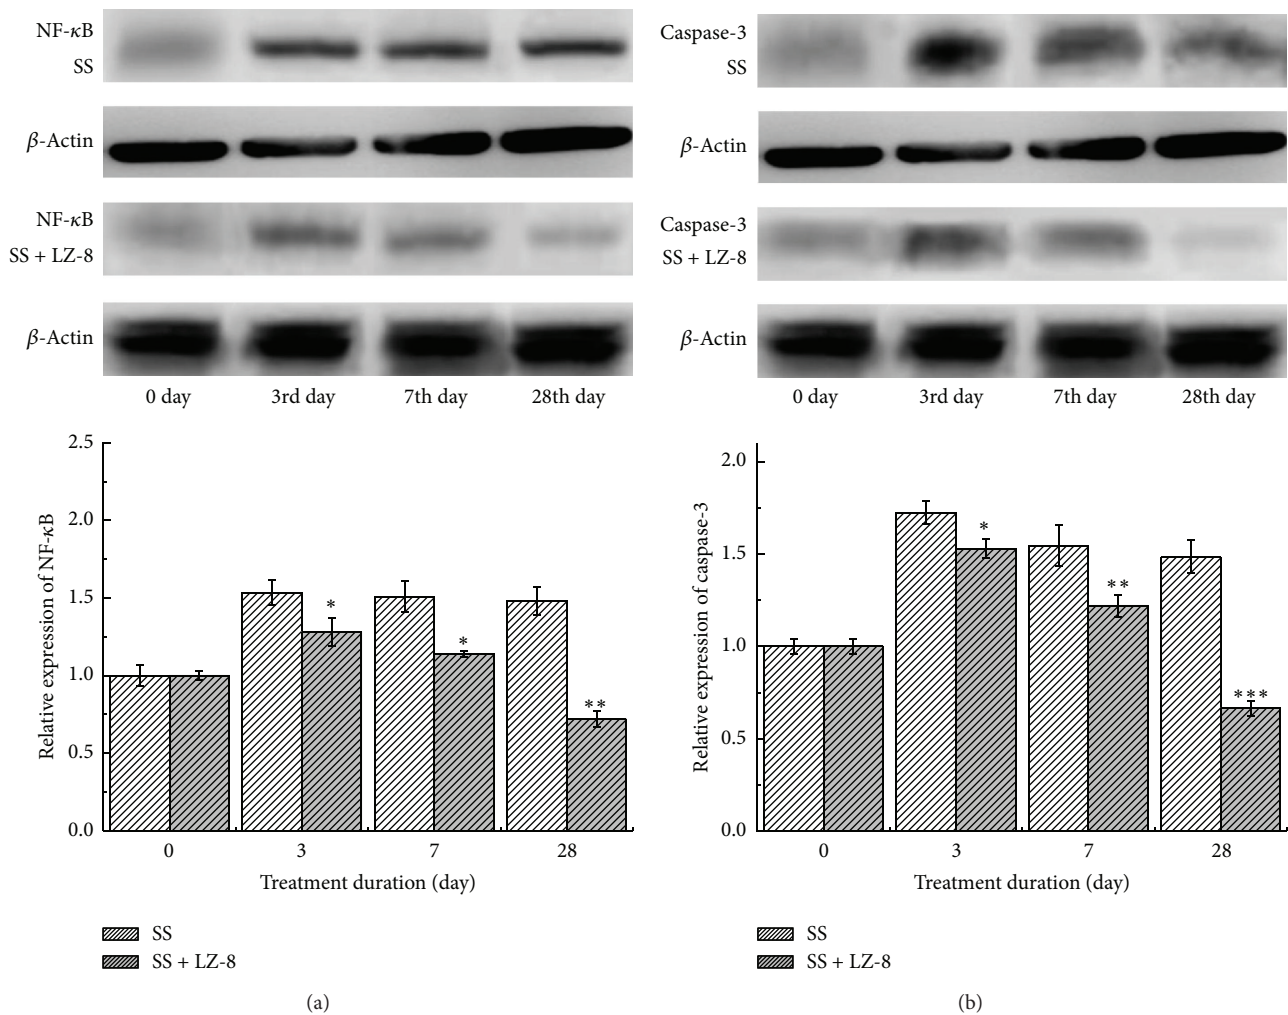 NF-κB
SS
β-Actin
NF-κB
SS + LZ-8
β-Actin
0 day 3rd day 7th day 28th day
2.5
2.0
1.5
1.0
0.5
0.0
Relative expression of NF-κB
*
*
**
0 3 7 28
Treatment duration (day)
SS
SS + LZ-8
(a)
Caspase-3
SS
β-Actin
Caspase-3
SS + LZ-8
β-Actin
0 day 3rd day 7th day 28th day
2.0
1.5
1.0
0.5
0.0
Relative expression of caspase-3
*
**
***
0 3 7 28
Treatment duration (day)
SS
SS + LZ-8
(b)